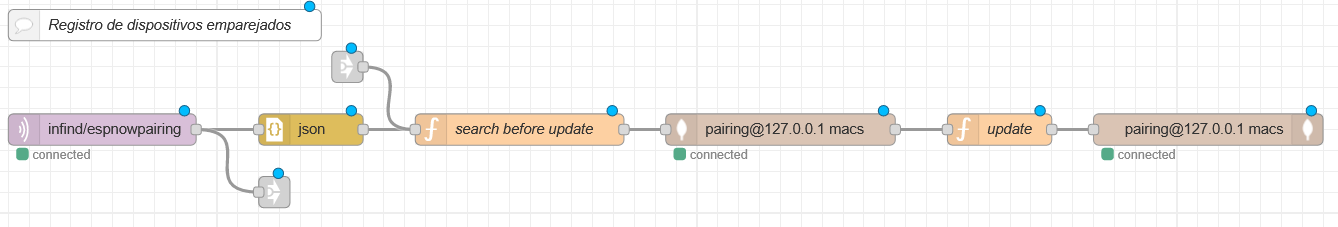 Registro de dispositivos emparejados
infind/espnowpairing
json
search before update
pairing@127.0.0.1 macs
update
pairing@127.0.0.1 macs
connected
connected
connected